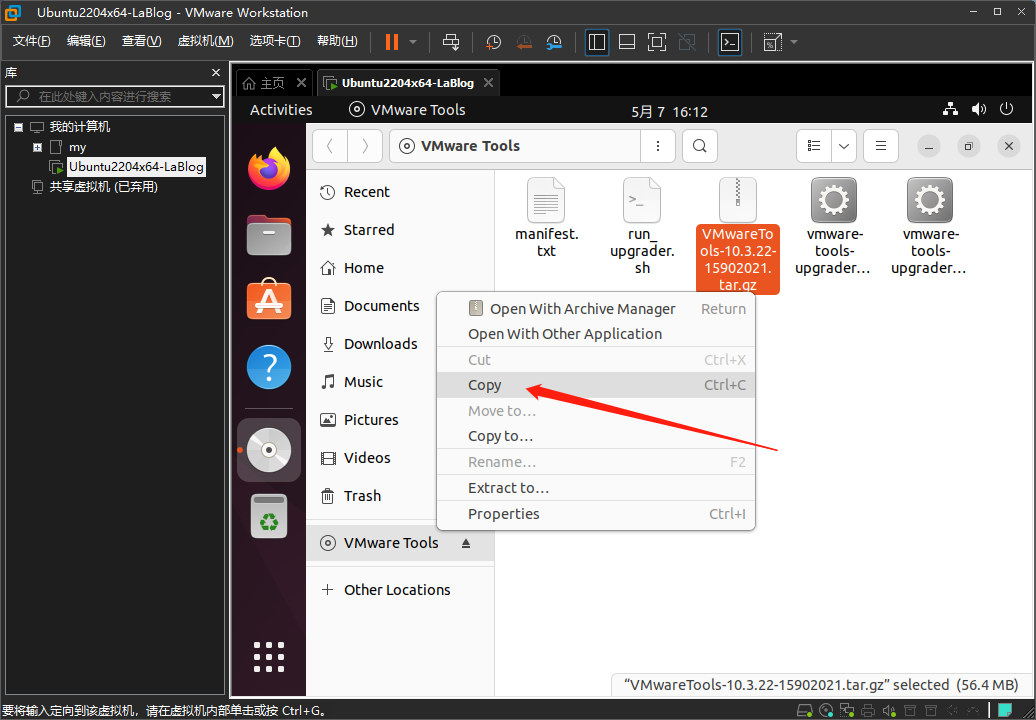 Ubuntu2204x64-LaBlog - VMware Workstation
文件(F) 编辑(E) 查看(V) 虚拟机(M) 选项卡(T) 帮助(H)
库
在此处键入内容进行搜索
我的计算机
my
Ubuntu2204x64-LaBlog
共享虚拟机 (已弃用)
主页
Ubuntu2204x64-LaBlog
Activities
VMware Tools
5月 7 16:12
VMware Tools
Recent
Starred
Home
Documents
Downloads
Music
Pictures
Videos
Trash
VMware Tools
Other Locations
manifest.
txt
run_
upgrader.
sh
VMwareTo
ols-10.3.22-
15902021.
tar.gz
vmware-
tools-
upgrader...
vmware-
tools-
upgrader...
Open With Archive Manager Return
Open With Other Application
Cut Ctrl+X
Copy Ctrl+C
Move to…
Copy to…
Rename… F2
Extract to…
Properties Ctrl+I
“VMwareTools-10.3.22-15902021.tar.gz” selected (56.4 MB)
要将输入定向到该虚拟机，请在虚拟机内部单击或按 Ctrl+G。